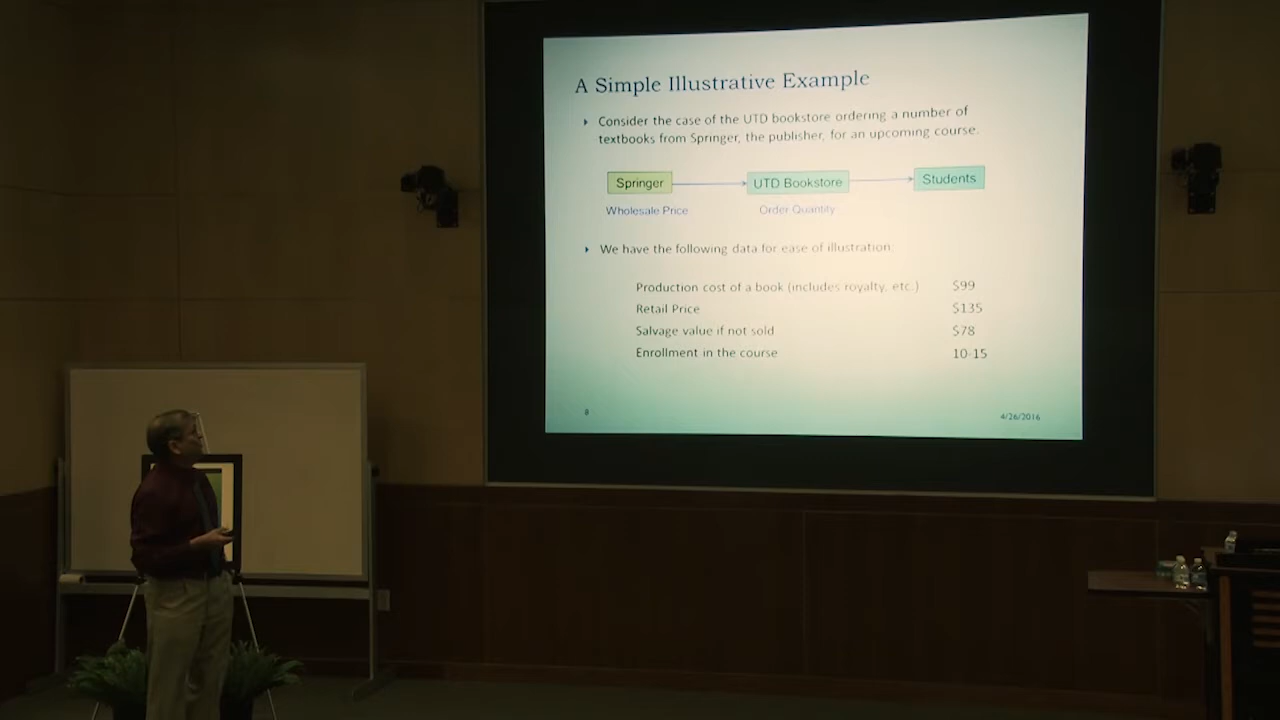 A Simple Illustrative Example
Consider the case of the UTD bookstore ordering a number of
textbooks from Springer, the publisher, for an upcoming course.
Springer
UTD Bookstore
Students
Wholesale Price
Order Quantity
We have the following data for ease of illustration:
Production cost of a book (includes royalty, etc.) $99
Retail Price $135
Salvage value if not sold $78
Enrollment in the course 10-15
4/26/2016